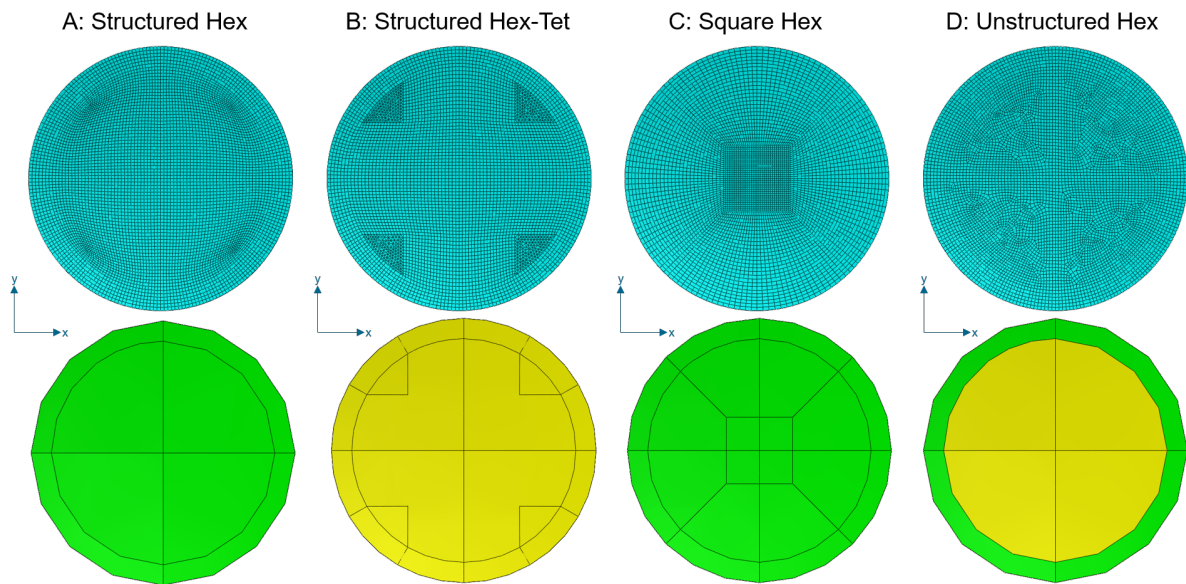 A: Structured Hex
B: Structured Hex-Tet
C: Square Hex
D: Unstructured Hex
y
x
y
x
y
x
y
x